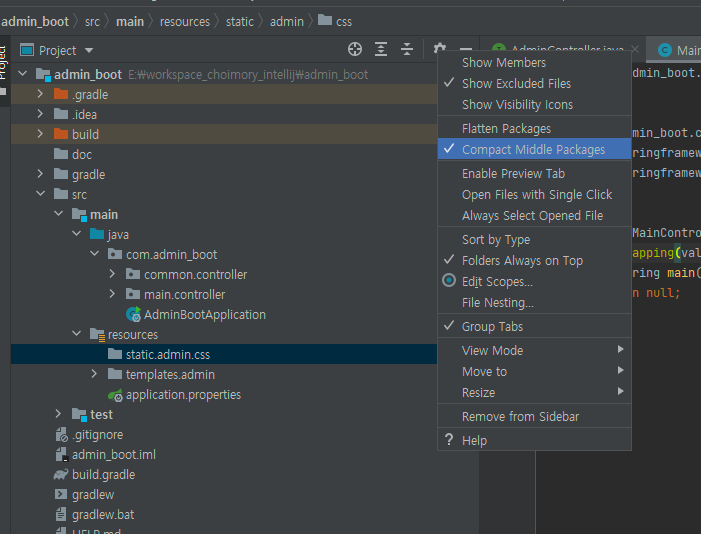 admin_boot src main resources static admin css
Project
Project
AdminController.java
Main
admin_boot E:₩workspace_choimory_intellij₩admin_boot
.gradle
.idea
build
doc
gradle
src
main
java
com.admin_boot
common.controller
main.controller
AdminBootApplication
resources
static.admin.css
templates.admin
application.properties
test
.gitignore
admin_boot.iml
build.gradle
gradlew
gradlew.bat
HELP.md
Show Members
Show Excluded Files
Show Visibility Icons
Flatten Packages
Compact Middle Packages
Enable Preview Tab
Open Files with Single Click
Always Select Opened File
Sort by Type
Folders Always on Top
Edit Scopes...
File Nesting...
Group Tabs
View Mode
Move to
Resize
Remove from Sidebar
? Help
dmin_boot.
min_boot.c
ringframew
ringframew
MainContro
apping(val
ring main(
n null;